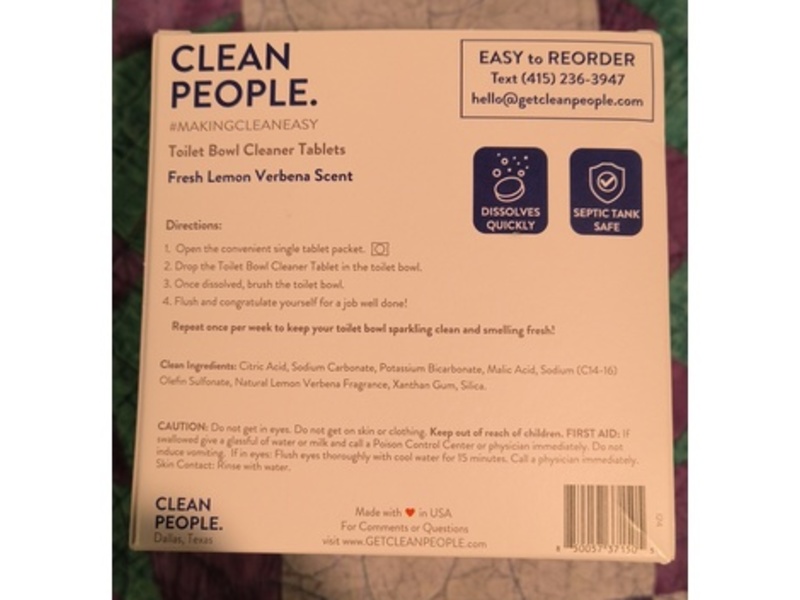 CLEAN
PEOPLE.
#MAKINGCLEANEASY
Toilet Bowl Cleaner Tablets
Fresh Lemon Verbena Scent
EASY to REORDER
Text (415) 236-3947
hello@getcleanpeople.com
DISSOLVES
QUICKLY
SEPTIC TANK
SAFE
Directions:
1. Open the convenient single tablet packet.
2. Drop the Toilet Bowl Cleaner Tablet in the toilet bowl.
3. Once dissolved, brush the toilet bowl.
4. Flush and congratulate yourself for a job well done!
Repeat once per week to keep your toilet bowl sparkling clean and smelling fresh!
Clean Ingredients: Citric Acid, Sodium Carbonate, Potassium Bicarbonate, Malic Acid, Sodium (C14-16)
Olefin Sulfonate, Natural Lemon Verbena Fragrance, Xanthan Gum, Silica.
CAUTION: Do not get in eyes. Do not get on skin or clothing. Keep out of reach of children. FIRST AID: If
swallowed give a glassful of water or milk and call a Poison Control Center or physician immediately. Do not
induce vomiting. If in eyes: Flush eyes thoroughly with cool water for 15 minutes. Call a physician immediately.
Skin Contact: Rinse with water.
CLEAN
PEOPLE.
Dallas, Texas
Made with ♥ in USA
For Comments or Questions
visit www.GETCLEANPEOPLE.com